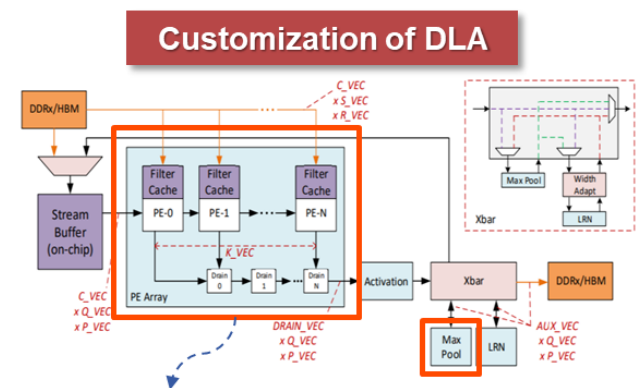 Customization of DLA
DDRx/HBM
C_VEC
x S_VEC
x R_VEC
Filter
Cache
PE-0
Filter
Cache
PE-1
Filter
Cache
PE-N
Stream
Buffer
(on-chip)
K_VEC
Drain
0
Drain
1
Drain
N
PE Array
C_VEC
x Q_VEC
x P_VEC
DRAIN_VEC
x Q_VEC
x P_VEC
Activation
Xbar
DDRx/HBM
Max
Pool
LRN
AUX_VEC
x Q_VEC
x P_VEC
Max Pool
Width
Adapt
LRN
Xbar